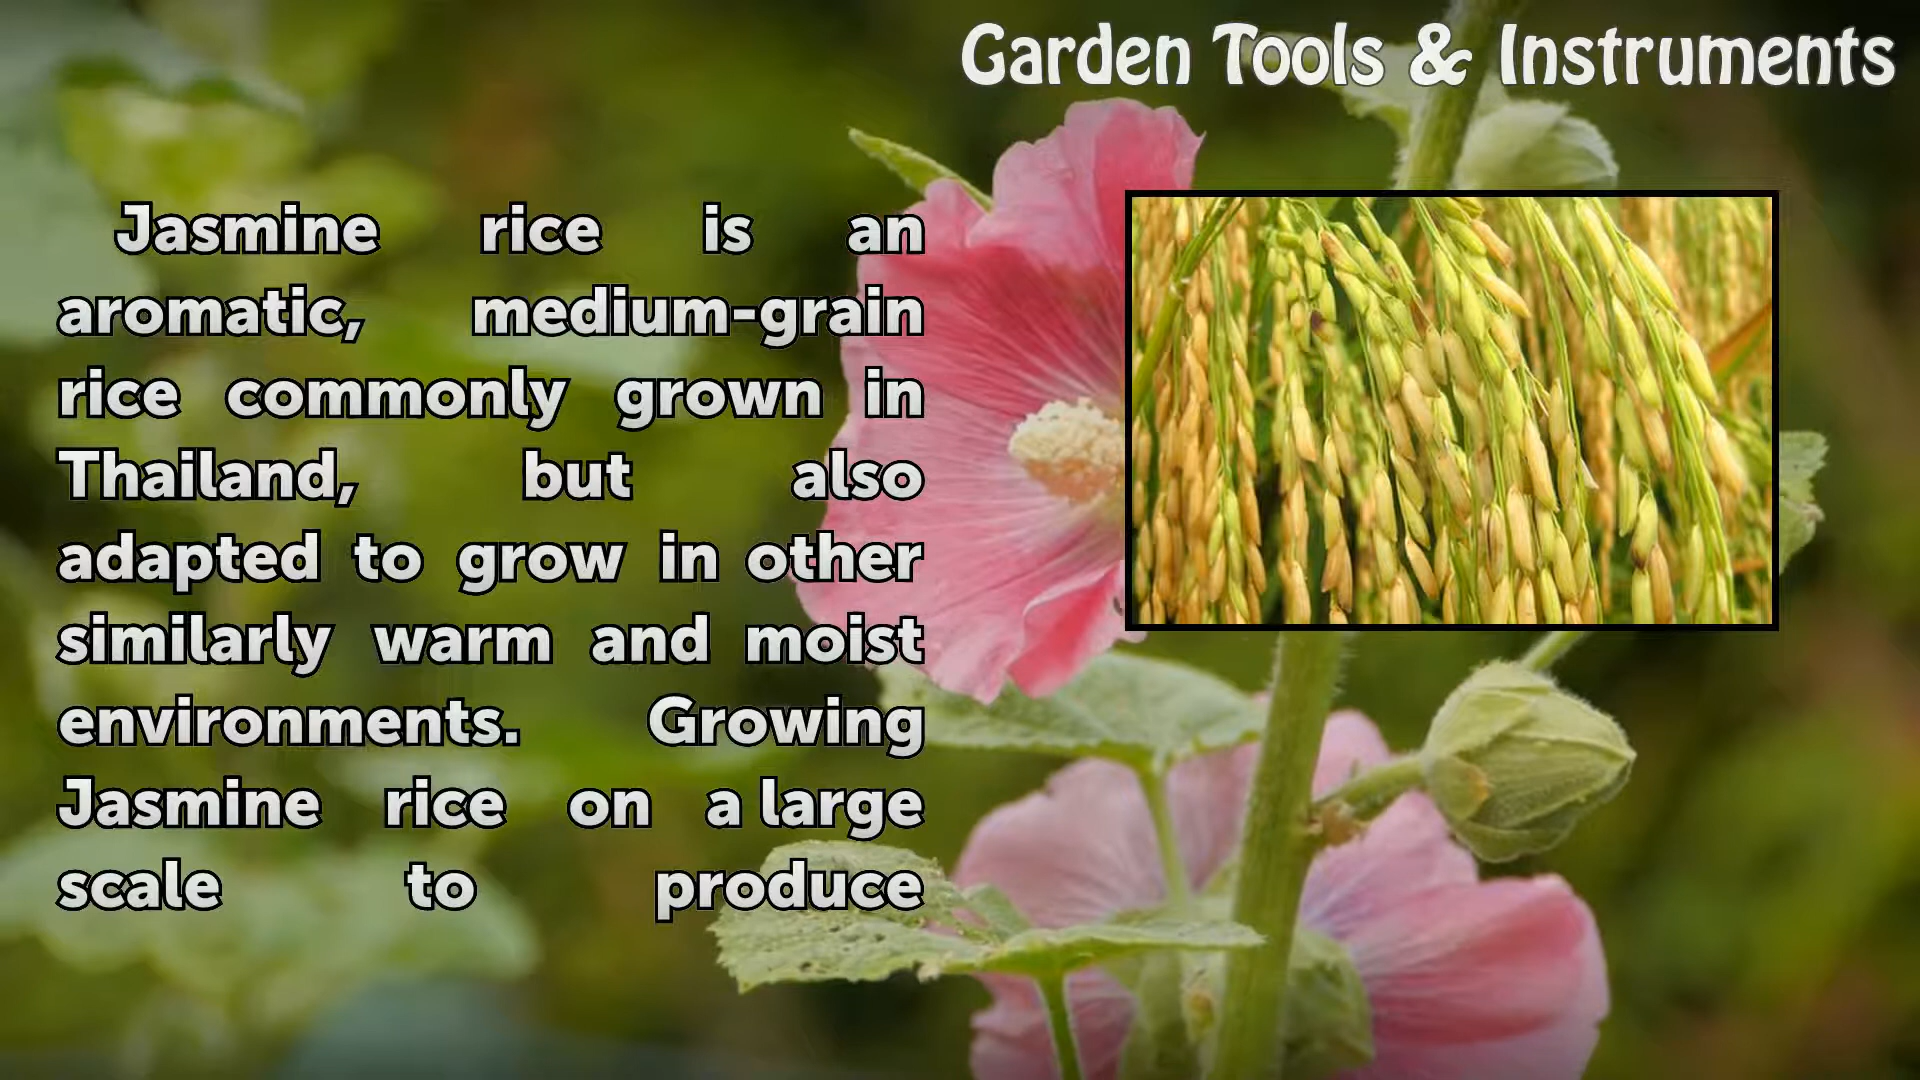 Garden Tools & Instruments
Jasmine rice is an
aromatic, medium-grain
rice commonly grown in
Thailand, but also
adapted to grow in other
similarly warm and moist
environments. Growing
Jasmine rice on a large
scale to produce